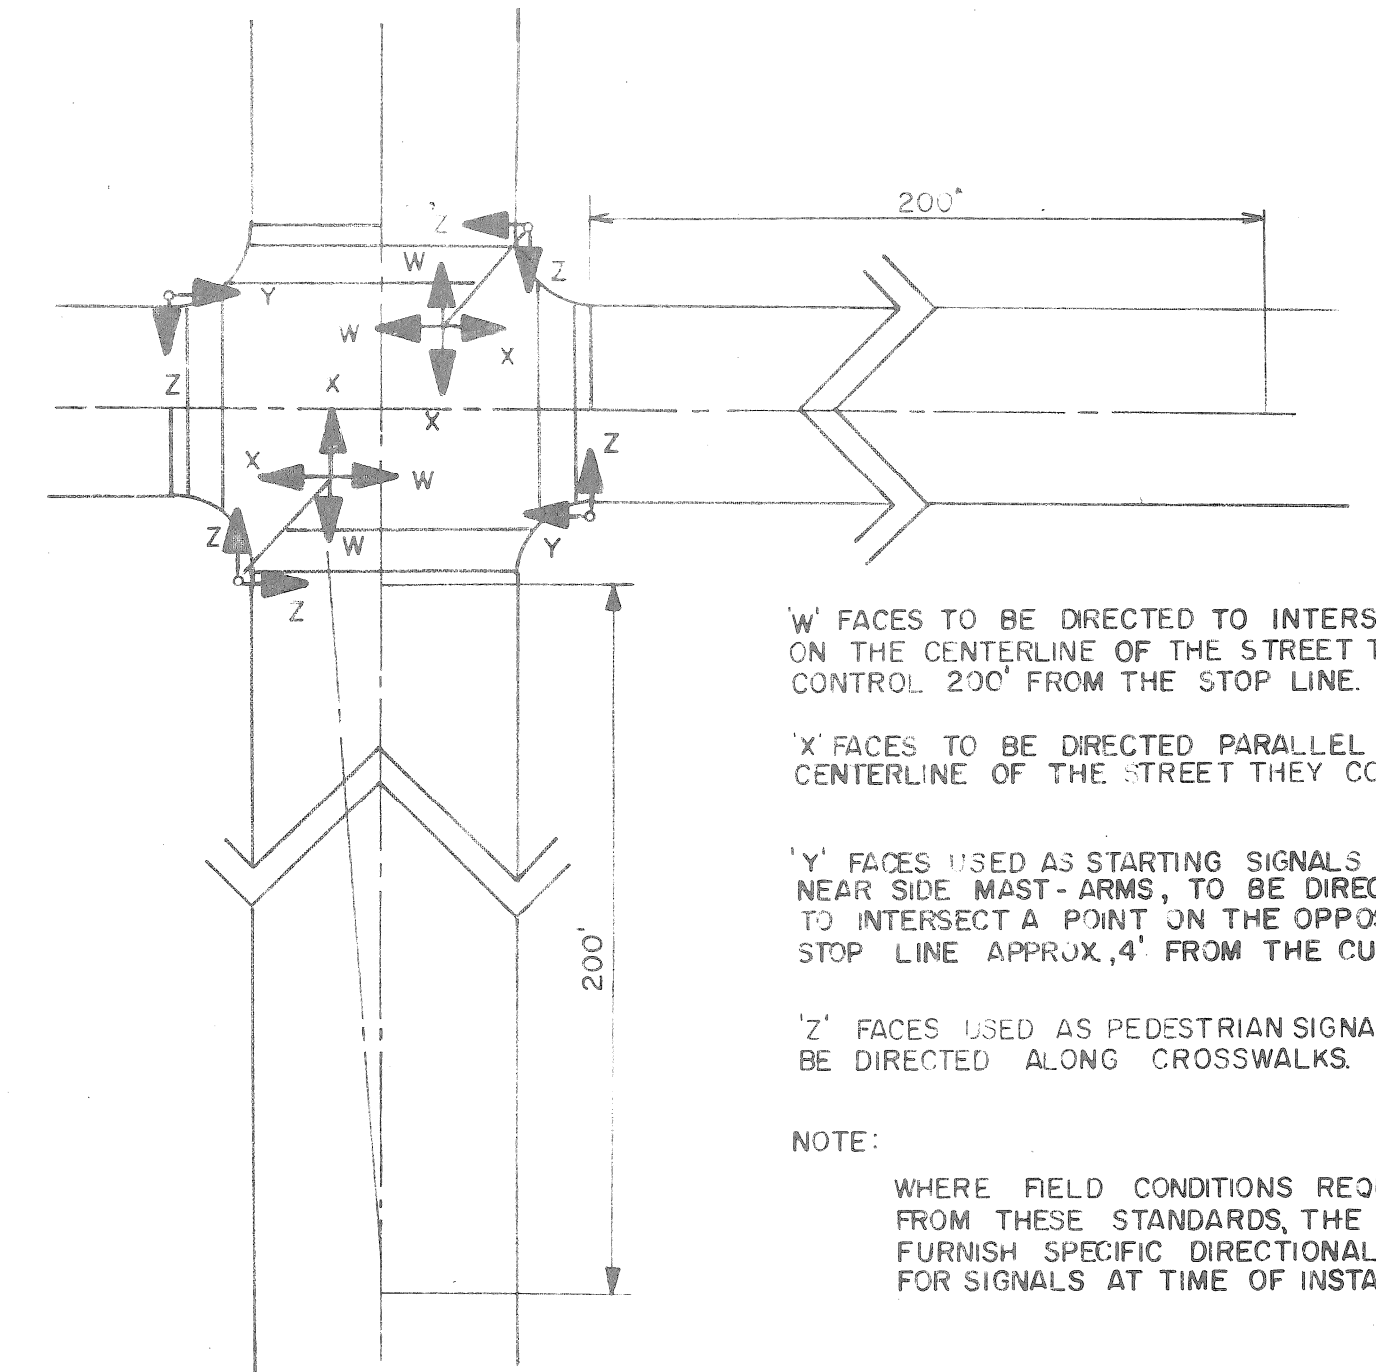 200'
'Z
W
Z
Y
W
X
Z
X
X
Z
X
W
Z
W
Y
Z
'W' FACES TO BE DIRECTED TO INTERS
ON THE CENTERLINE OF THE STREET T
CONTROL 200' FROM THE STOP LINE.
'X' FACES TO BE DIRECTED PARALLEL
CENTERLINE OF THE STREET THEY CO
'Y' FACES USED AS STARTING SIGNALS
NEAR SIDE MAST-ARMS, TO BE DIREC
TO INTERSECT A POINT ON THE OPPOS
STOP LINE APPROX, 4' FROM THE CU
200'
'Z' FACES USED AS PEDESTRIAN SIGNA
BE DIRECTED ALONG CROSSWALKS.
NOTE:
WHERE FIELD CONDITIONS REQ
FROM THESE STANDARDS, THE
FURNISH SPECIFIC DIRECTIONAL
FOR SIGNALS AT TIME OF INSTA